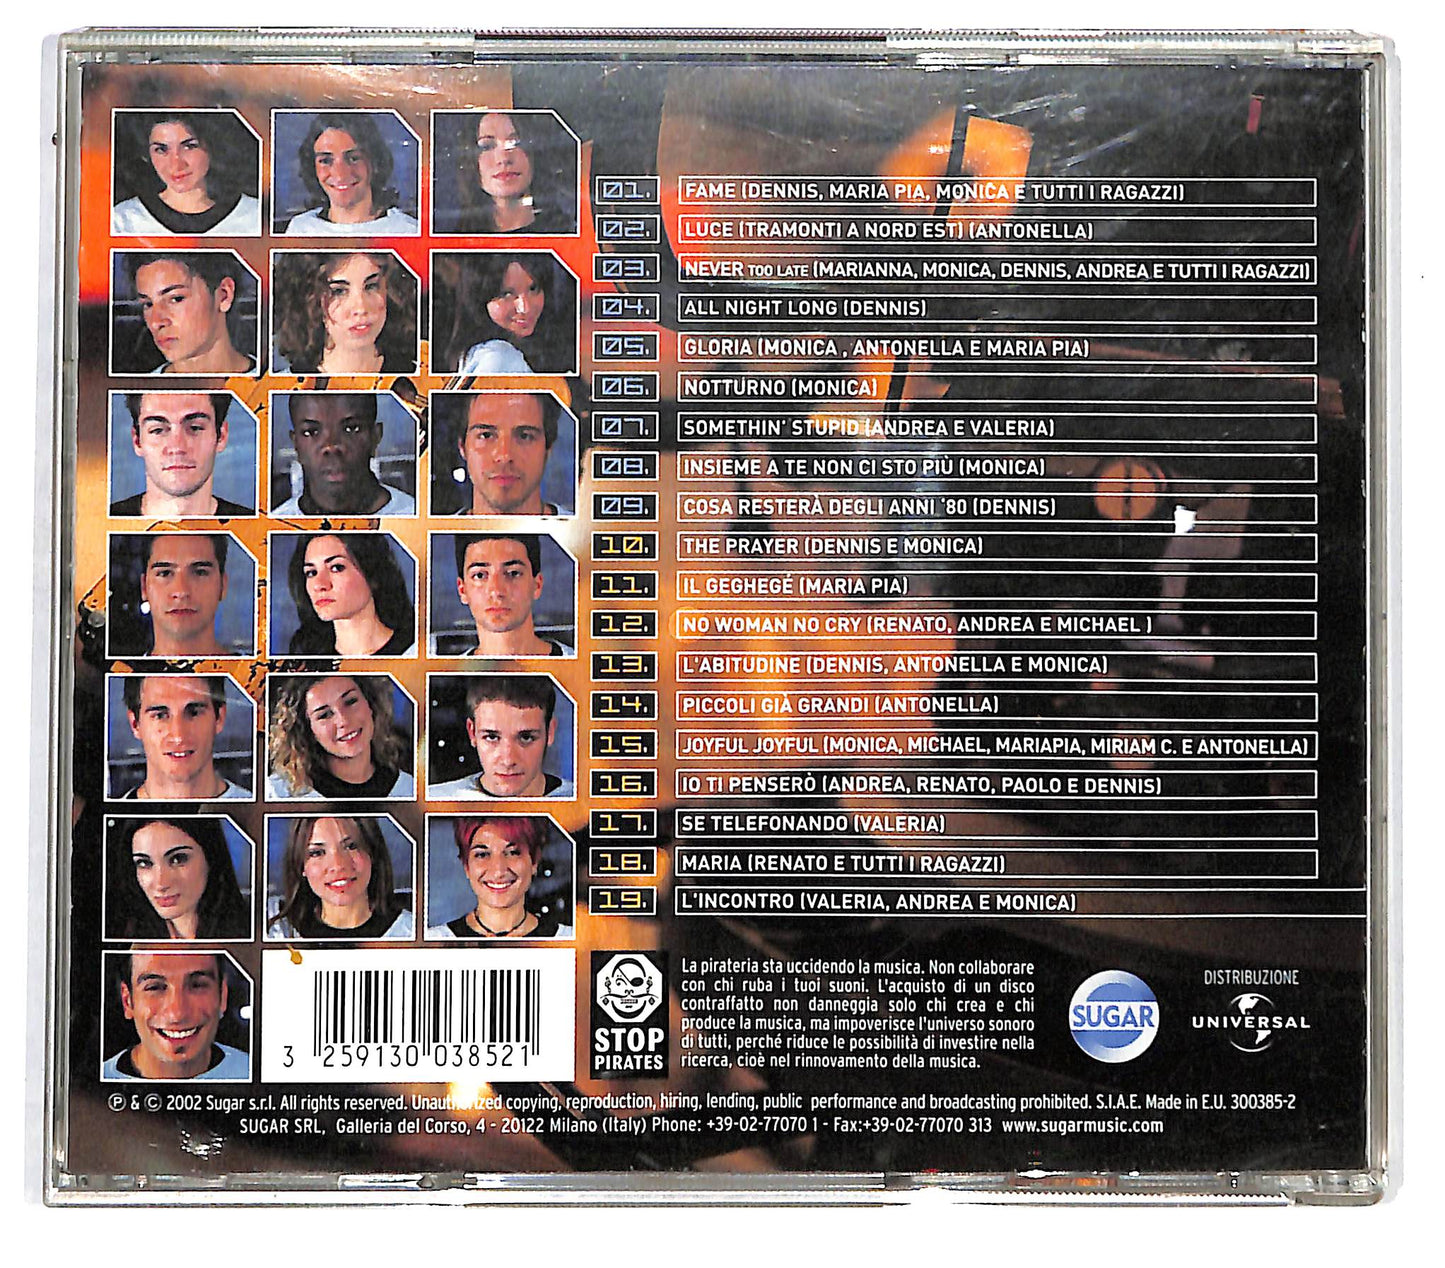 01. FAME (DENNIS, MARIA PIA, MONICA E TUTTI I RAGAZZI)
02. LUCE (TRAMONTI A NORD EST) (ANTONELLA)
03. NEVER TOO LATE (MARIANNA, MONICA, DENNIS, ANDREA E TUTTI I RAGAZZI)
04. ALL NIGHT LONG (DENNIS)
05. GLORIA (MONICA , ANTONELLA E MARIA PIA)
06. NOTTURNO (MONICA)
07. SOMETHIN' STUPID (ANDREA E VALERIA)
08. INSIEME A TE NON CI STO PIÙ (MONICA)
09. COSA RESTERÀ DEGLI ANNI '80 (DENNIS)
10. THE PRAYER (DENNIS E MONICA)
11. IL GEGHEGÉ (MARIA PIA)
12. NO WOMAN NO CRY (RENATO, ANDREA E MICHAEL )
13. L'ABITUDINE (DENNIS, ANTONELLA E MONICA)
14. PICCOLI GIÀ GRANDI (ANTONELLA)
15. JOYFUL JOYFUL (MONICA, MICHAEL, MARIAPIA, MIRIAM C. E ANTONELLA)
16. IO TI PENSERÒ (ANDREA, RENATO, PAOLO E DENNIS)
17. SE TELEFONANDO (VALERIA)
18. MARIA (RENATO E TUTTI I RAGAZZI)
19. L'INCONTRO (VALERIA, ANDREA E MONICA)
3 259130 038521
STOP
PIRATES
La pirateria sta uccidendo la musica. Non collaborare
con chi ruba i tuoi suoni. L'acquisto di un disco
contraffatto non danneggia solo chi crea e chi
produce la musica, ma impoverisce l'universo sonoro
di tutti, perché riduce le possibilità di investire nella
ricerca, cioè nel rinnovamento della musica.
SUGAR
DISTRIBUZIONE
UNIVERSAL
℗ & © 2002 Sugar s.r.l. All rights reserved. Unauthorized copying, reproduction, hiring, lending, public performance and broadcasting prohibited. S.I.A.E. Made in E.U. 300385-2
SUGAR SRL, Galleria del Corso, 4 - 20122 Milano (Italy) Phone: +39-02-77070 1 - Fax:+39-02-77070 313 www.sugarmusic.com